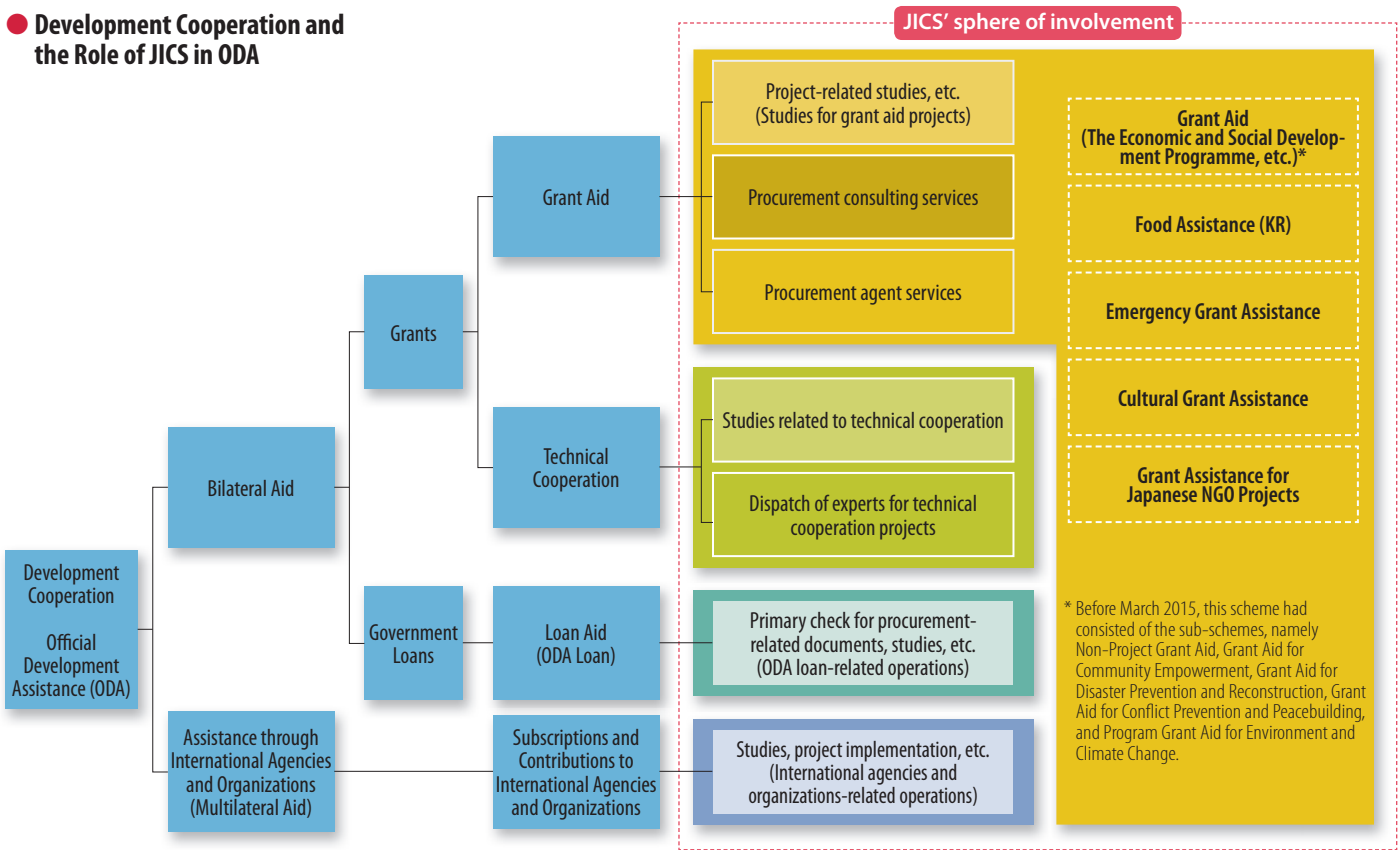 Development Cooperation and
the Role of JICS in ODA
JICS’ sphere of involvement
Development
Cooperation
Official
Development
Assistance (ODA)
Bilateral Aid
Assistance through
International Agencies
and Organizations
(Multilateral Aid)
Grants
Government
Loans
Grant Aid
Technical
Cooperation
Loan Aid
(ODA Loan)
Subscriptions and
Contributions to
International Agencies
and Organizations
Project-related studies, etc.
(Studies for grant aid projects)
Procurement consulting services
Procurement agent services
Studies related to technical cooperation
Dispatch of experts for technical
cooperation projects
Primary check for procurement-
related documents, studies, etc.
(ODA loan-related operations)
Studies, project implementation, etc.
(International agencies and
organizations-related operations)
Grant Aid
(The Economic and Social Develop-
ment Programme, etc.)*
Food Assistance (KR)
Emergency Grant Assistance
Cultural Grant Assistance
Grant Assistance for
Japanese NGO Projects
* Before March 2015, this scheme had
consisted of the sub-schemes, namely
Non-Project Grant Aid, Grant Aid for
Community Empowerment, Grant Aid for
Disaster Prevention and Reconstruction, Grant
Aid for Conflict Prevention and Peacebuilding,
and Program Grant Aid for Environment and
Climate Change.